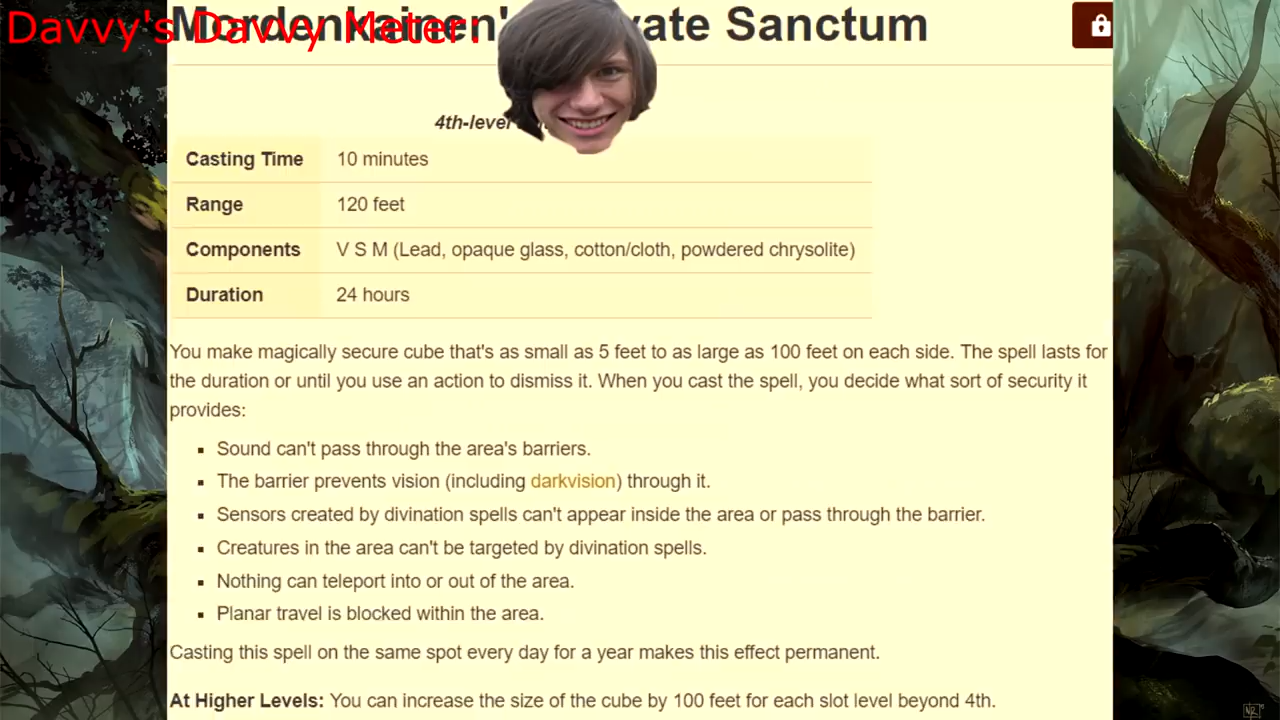 Davvy's Davvy Meter:
Mordenkainen's vate Sanctum
4th-level
Casting Time 10 minutes
Range 120 feet
Components V S M (Lead, opaque glass, cotton/cloth, powdered chrysolite)
Duration 24 hours
You make magically secure cube that's as small as 5 feet to as large as 100 feet on each side. The spell lasts for
the duration or until you use an action to dismiss it. When you cast the spell, you decide what sort of security it
provides:
▪ Sound can't pass through the area's barriers.
▪ The barrier prevents vision (including darkvision) through it.
▪ Sensors created by divination spells can't appear inside the area or pass through the barrier.
▪ Creatures in the area can't be targeted by divination spells.
▪ Nothing can teleport into or out of the area.
▪ Planar travel is blocked within the area.
Casting this spell on the same spot every day for a year makes this effect permanent.
At Higher Levels: You can increase the size of the cube by 100 feet for each slot level beyond 4th.